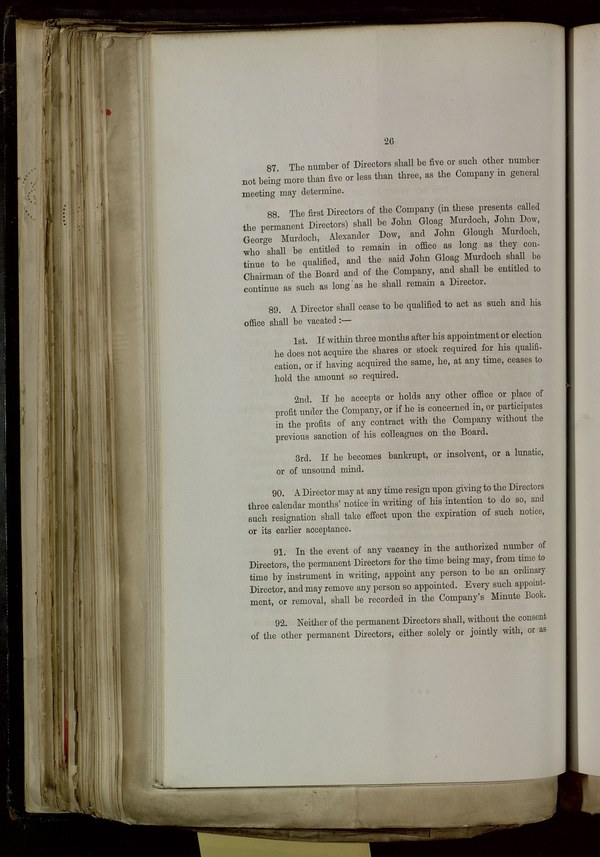 26
87. The number of Directors shall be five or such other number
not being more than five or less than three, as the Company in general
meeting may determine.
88. The first Directors of the Company (in these presents called
the permanent Directors) shall be John Gloag Murdoch, John Dow,
George Murdoch, Alexander Dow, and John Glough Murdoch,
who shall be entitled to remain in office as long as they con-
tinue to be qualified, and the said John Gloag Murdoch shall be
Chairman of the Board and of the Company, and shall be entitled to
continue as such as long as he shall remain a Director.
89. A Director shall cease to be qualified to act as such and his
office shall be vacated :—
1st. If within three months after his appointment or election
he does not acquire the shares or stock required for his qualifi-
cation, or if having acquired the same, he, at any time, ceases to
hold the amount so required.
2nd. If he accepts or holds any other office or place of
profit under the Company, or if he is concerned in, or participates
in the profits of any contract with the Company without the
previous sanction of his colleagues on the Board.
3rd. If he becomes bankrupt, or insolvent, or a lunatic,
or of unsound mind.
90. A Director may at any time resign upon giving to the Directors
three calendar months' notice in writing of his intention to do so, and
such resignation shall take effect upon the expiration of such notice,
or its earlier acceptance.
91. In the event of any vacancy in the authorized number of
Directors, the permanent Directors for the time being may, from time to
time by instrument in writing, appoint any person to be an ordinary
Director, and may remove any person so appointed. Every such appoint-
ment, or removal, shall be recorded in the Company's Minute Book.
92. Neither of the permanent Directors shall, without the consent
of the other permanent Directors, either solely or jointly with, or as